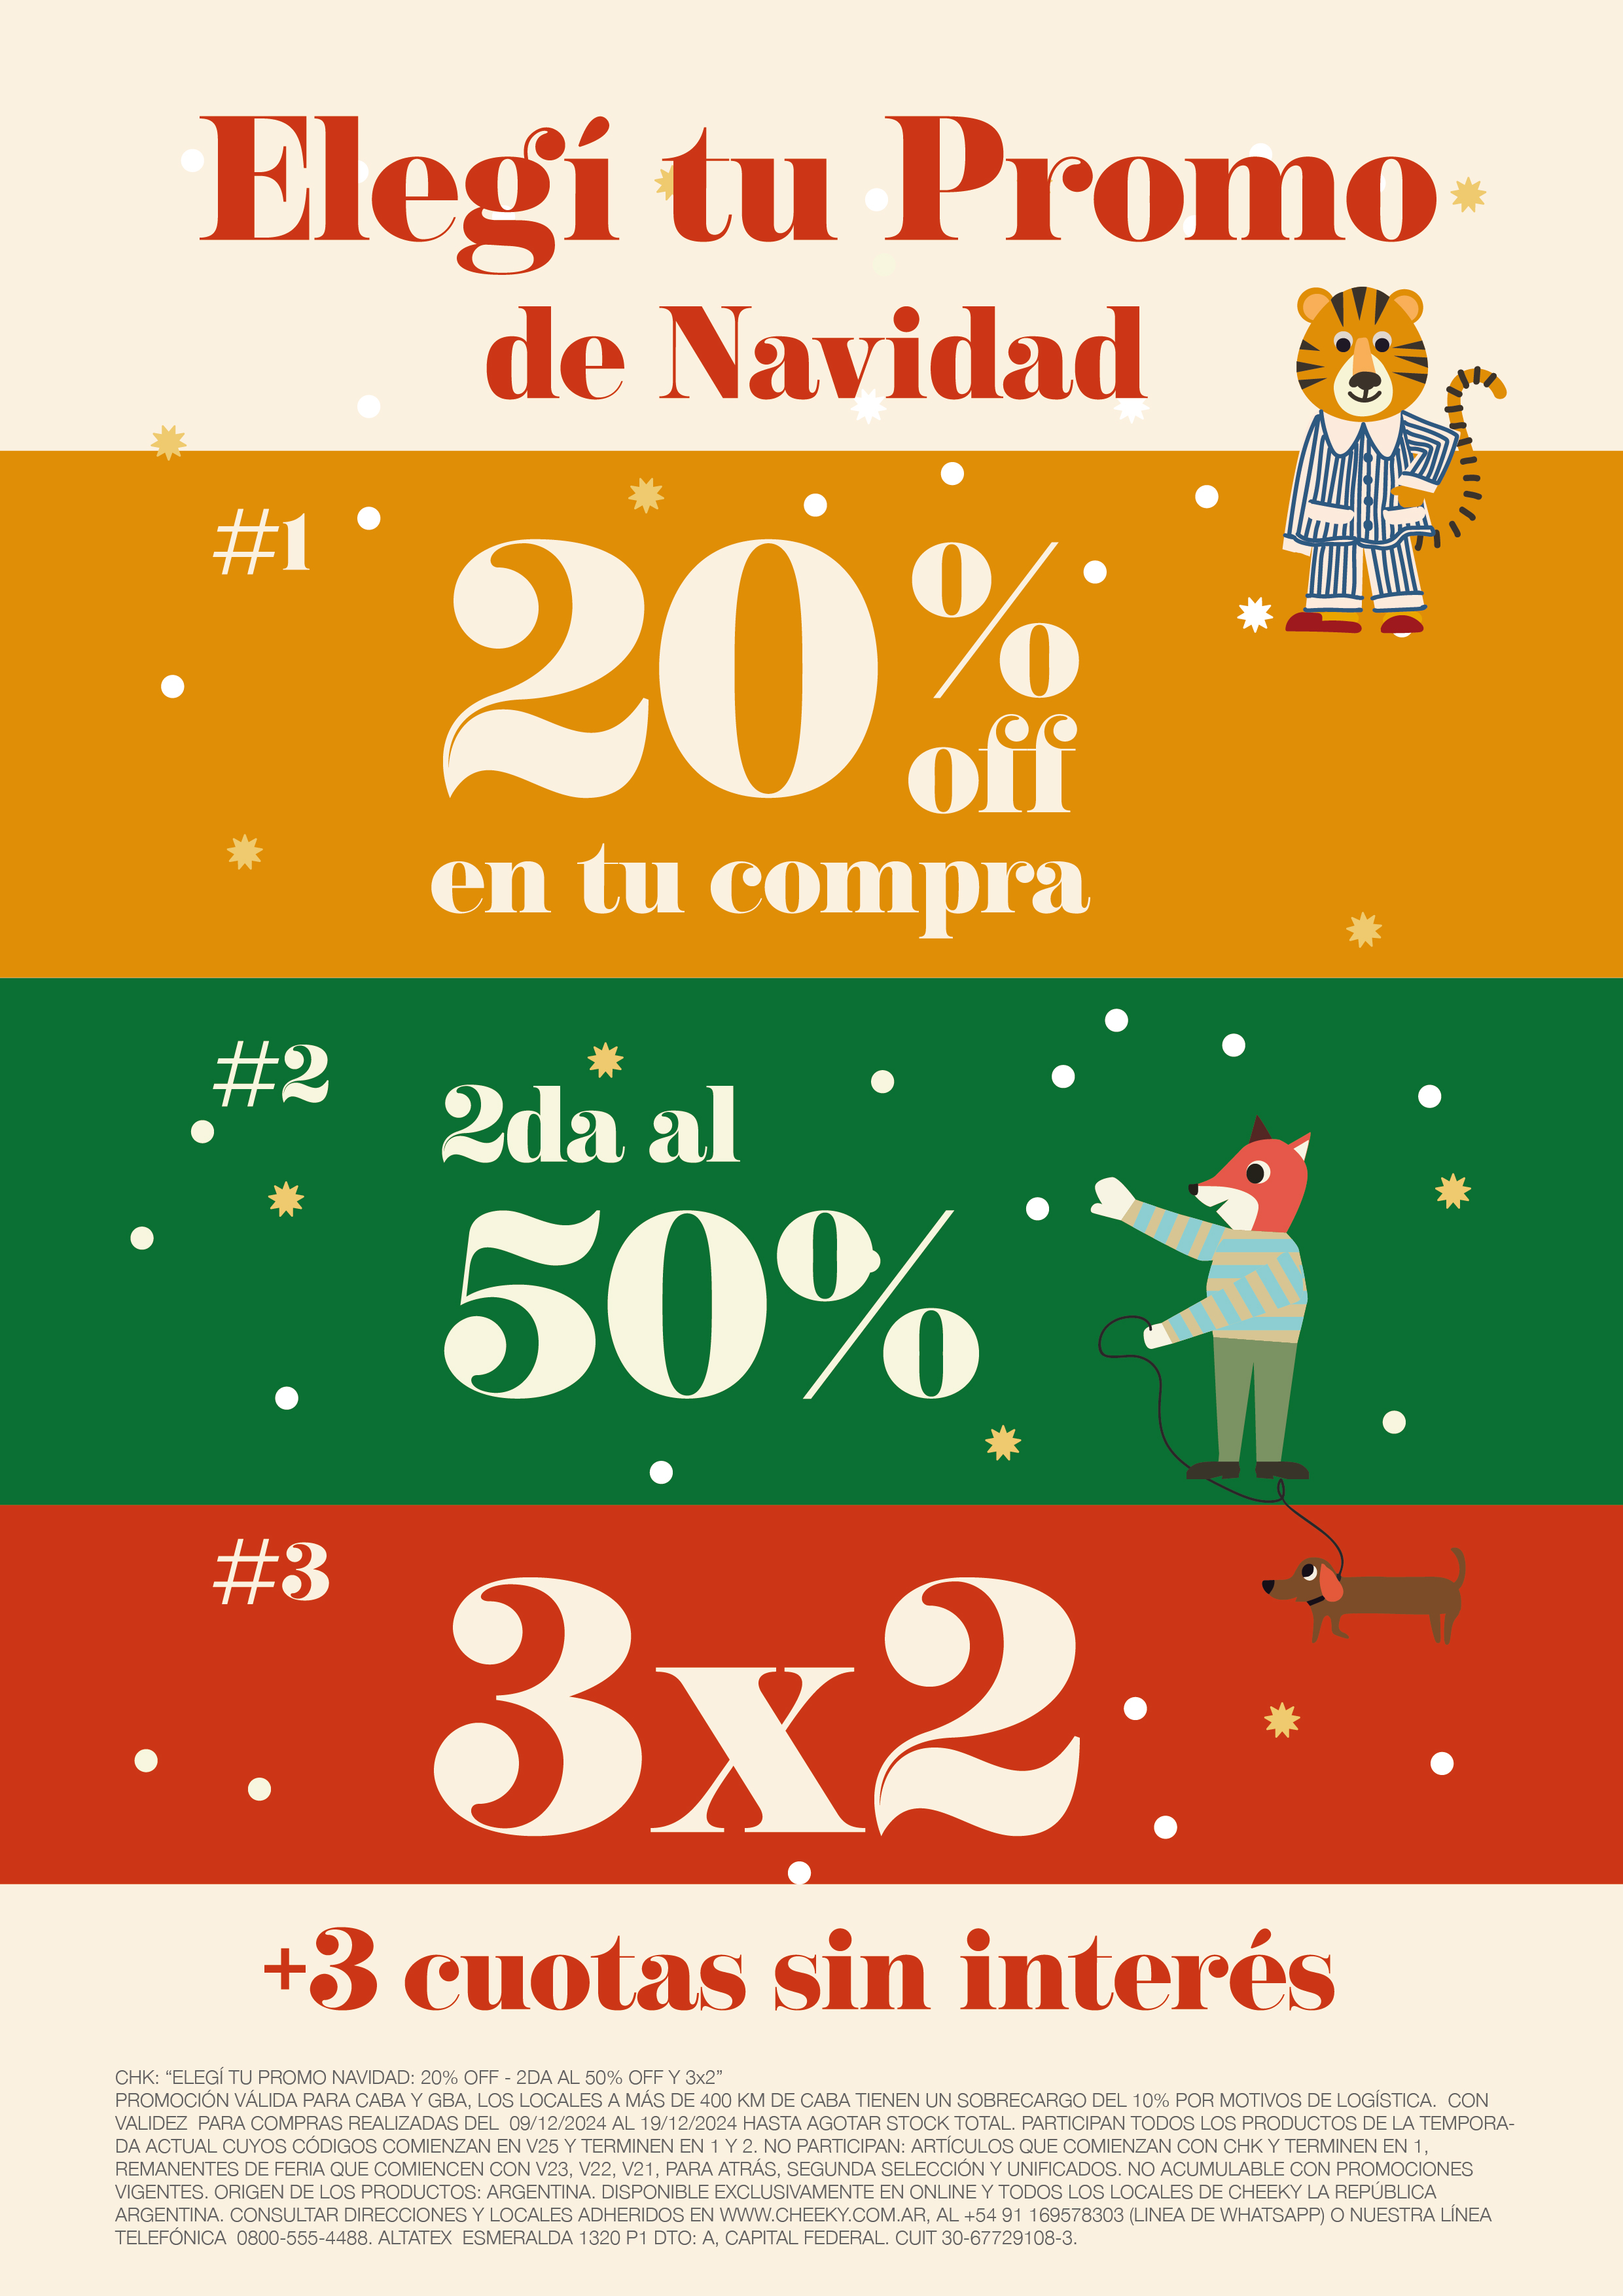 Elegí tu Promo
de Navidad
#1
20%
off
en tu compra
#2
2da al
50%
#3
3x2
+3 cuotas sin interés
CHK: “ELEGÍ TU PROMO NAVIDAD: 20% OFF - 2DA AL 50% OFF Y 3x2”
PROMOCIÓN VÁLIDA PARA CABA Y GBA, LOS LOCALES A MÁS DE 400 KM DE CABA TIENEN UN SOBRECARGO DEL 10% POR MOTIVOS DE LOGÍSTICA. CON
VALIDEZ PARA COMPRAS REALIZADAS DEL 09/12/2024 AL 19/12/2024 HASTA AGOTAR STOCK TOTAL. PARTICIPAN TODOS LOS PRODUCTOS DE LA TEMPORA-
DA ACTUAL CUYOS CÓDIGOS COMIENZAN EN V25 Y TERMINEN EN 1 Y 2. NO PARTICIPAN: ARTÍCULOS QUE COMIENZAN CON CHK Y TERMINEN EN 1,
REMANENTES DE FERIA QUE COMIENCEN CON V23, V22, V21, PARA ATRÁS, SEGUNDA SELECCIÓN Y UNIFICADOS. NO ACUMULABLE CON PROMOCIONES
VIGENTES. ORIGEN DE LOS PRODUCTOS: ARGENTINA. DISPONIBLE EXCLUSIVAMENTE EN ONLINE Y TODOS LOS LOCALES DE CHEEKY LA REPÚBLICA
ARGENTINA. CONSULTAR DIRECCIONES Y LOCALES ADHERIDOS EN WWW.CHEEKY.COM.AR, AL +54 91 169578303 (LINEA DE WHATSAPP) O NUESTRA LÍNEA
TELEFÓNICA 0800-555-4488. ALTATEX ESMERALDA 1320 P1 DTO: A, CAPITAL FEDERAL. CUIT 30-67729108-3.